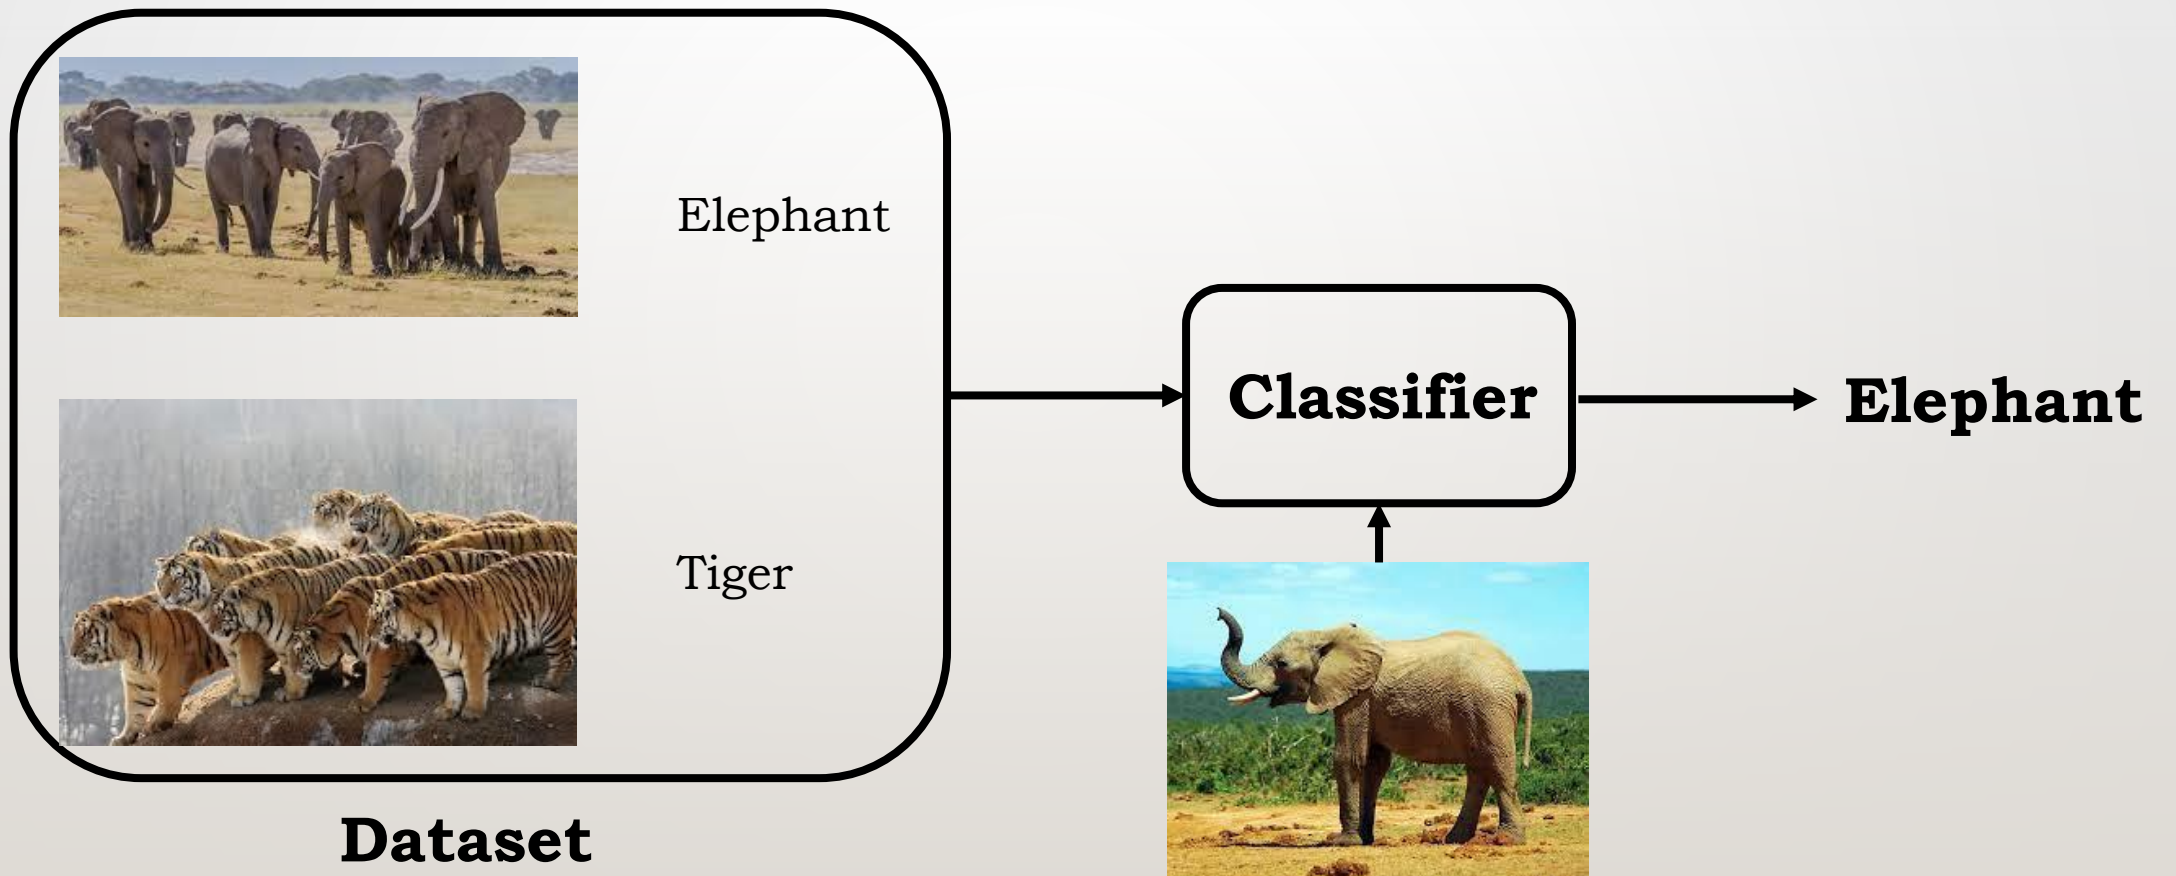 Elephant
Tiger
Dataset
Classifier
Elephant